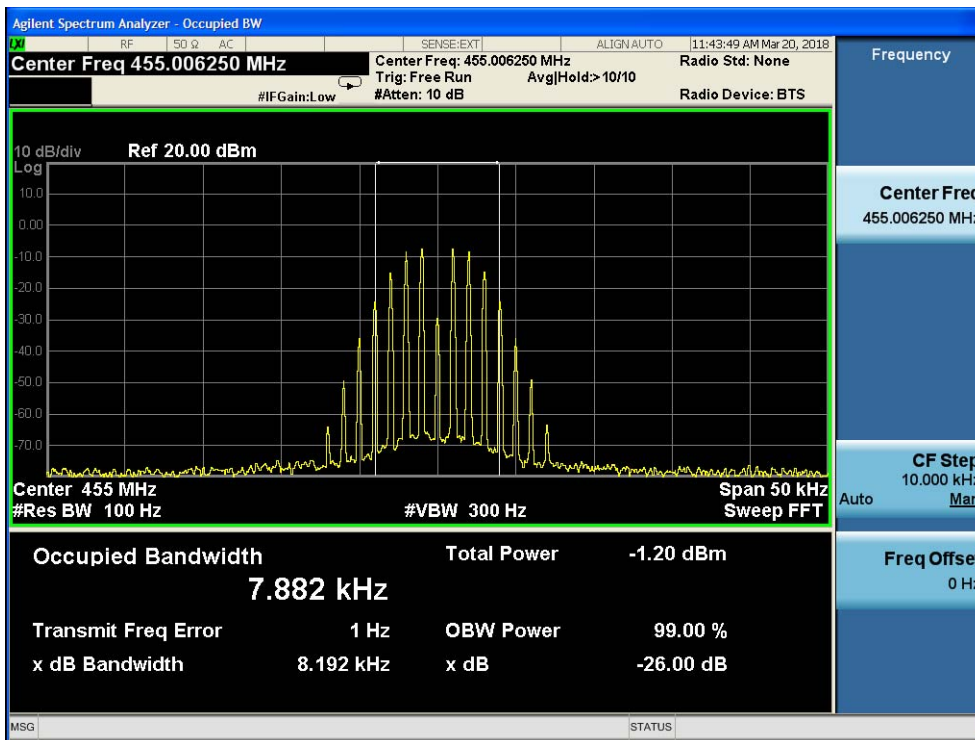 Agilent Spectrum Analyzer - Occupied BW
LXI RF 50 Ω AC SENSE:EXT ALIGN AUTO 11:43:49 AM Mar 20, 2018
Center Freq 455.006250 MHz
Center Freq: 455.006250 MHz Radio Std: None
Trig: Free Run Avg|Hold:> 10/10
#IFGain:Low #Atten: 10 dB Radio Device: BTS
10 dB/div Ref 20.00 dBm
Log
10.0
0.00
-10.0
-20.0
-30.0
-40.0
-50.0
-60.0
-70.0
Center 455 MHz Span 50 kHz
#Res BW 100 Hz #VBW 300 Hz Sweep FFT
Occupied Bandwidth Total Power -1.20 dBm
7.882 kHz
Transmit Freq Error 1 Hz OBW Power 99.00 %
x dB Bandwidth 8.192 kHz x dB -26.00 dB
MSG STATUS
Frequency
Center Freq
455.006250 MHz
CF Step
10.000 kHz
Auto Man
Freq Offse
0 Hz